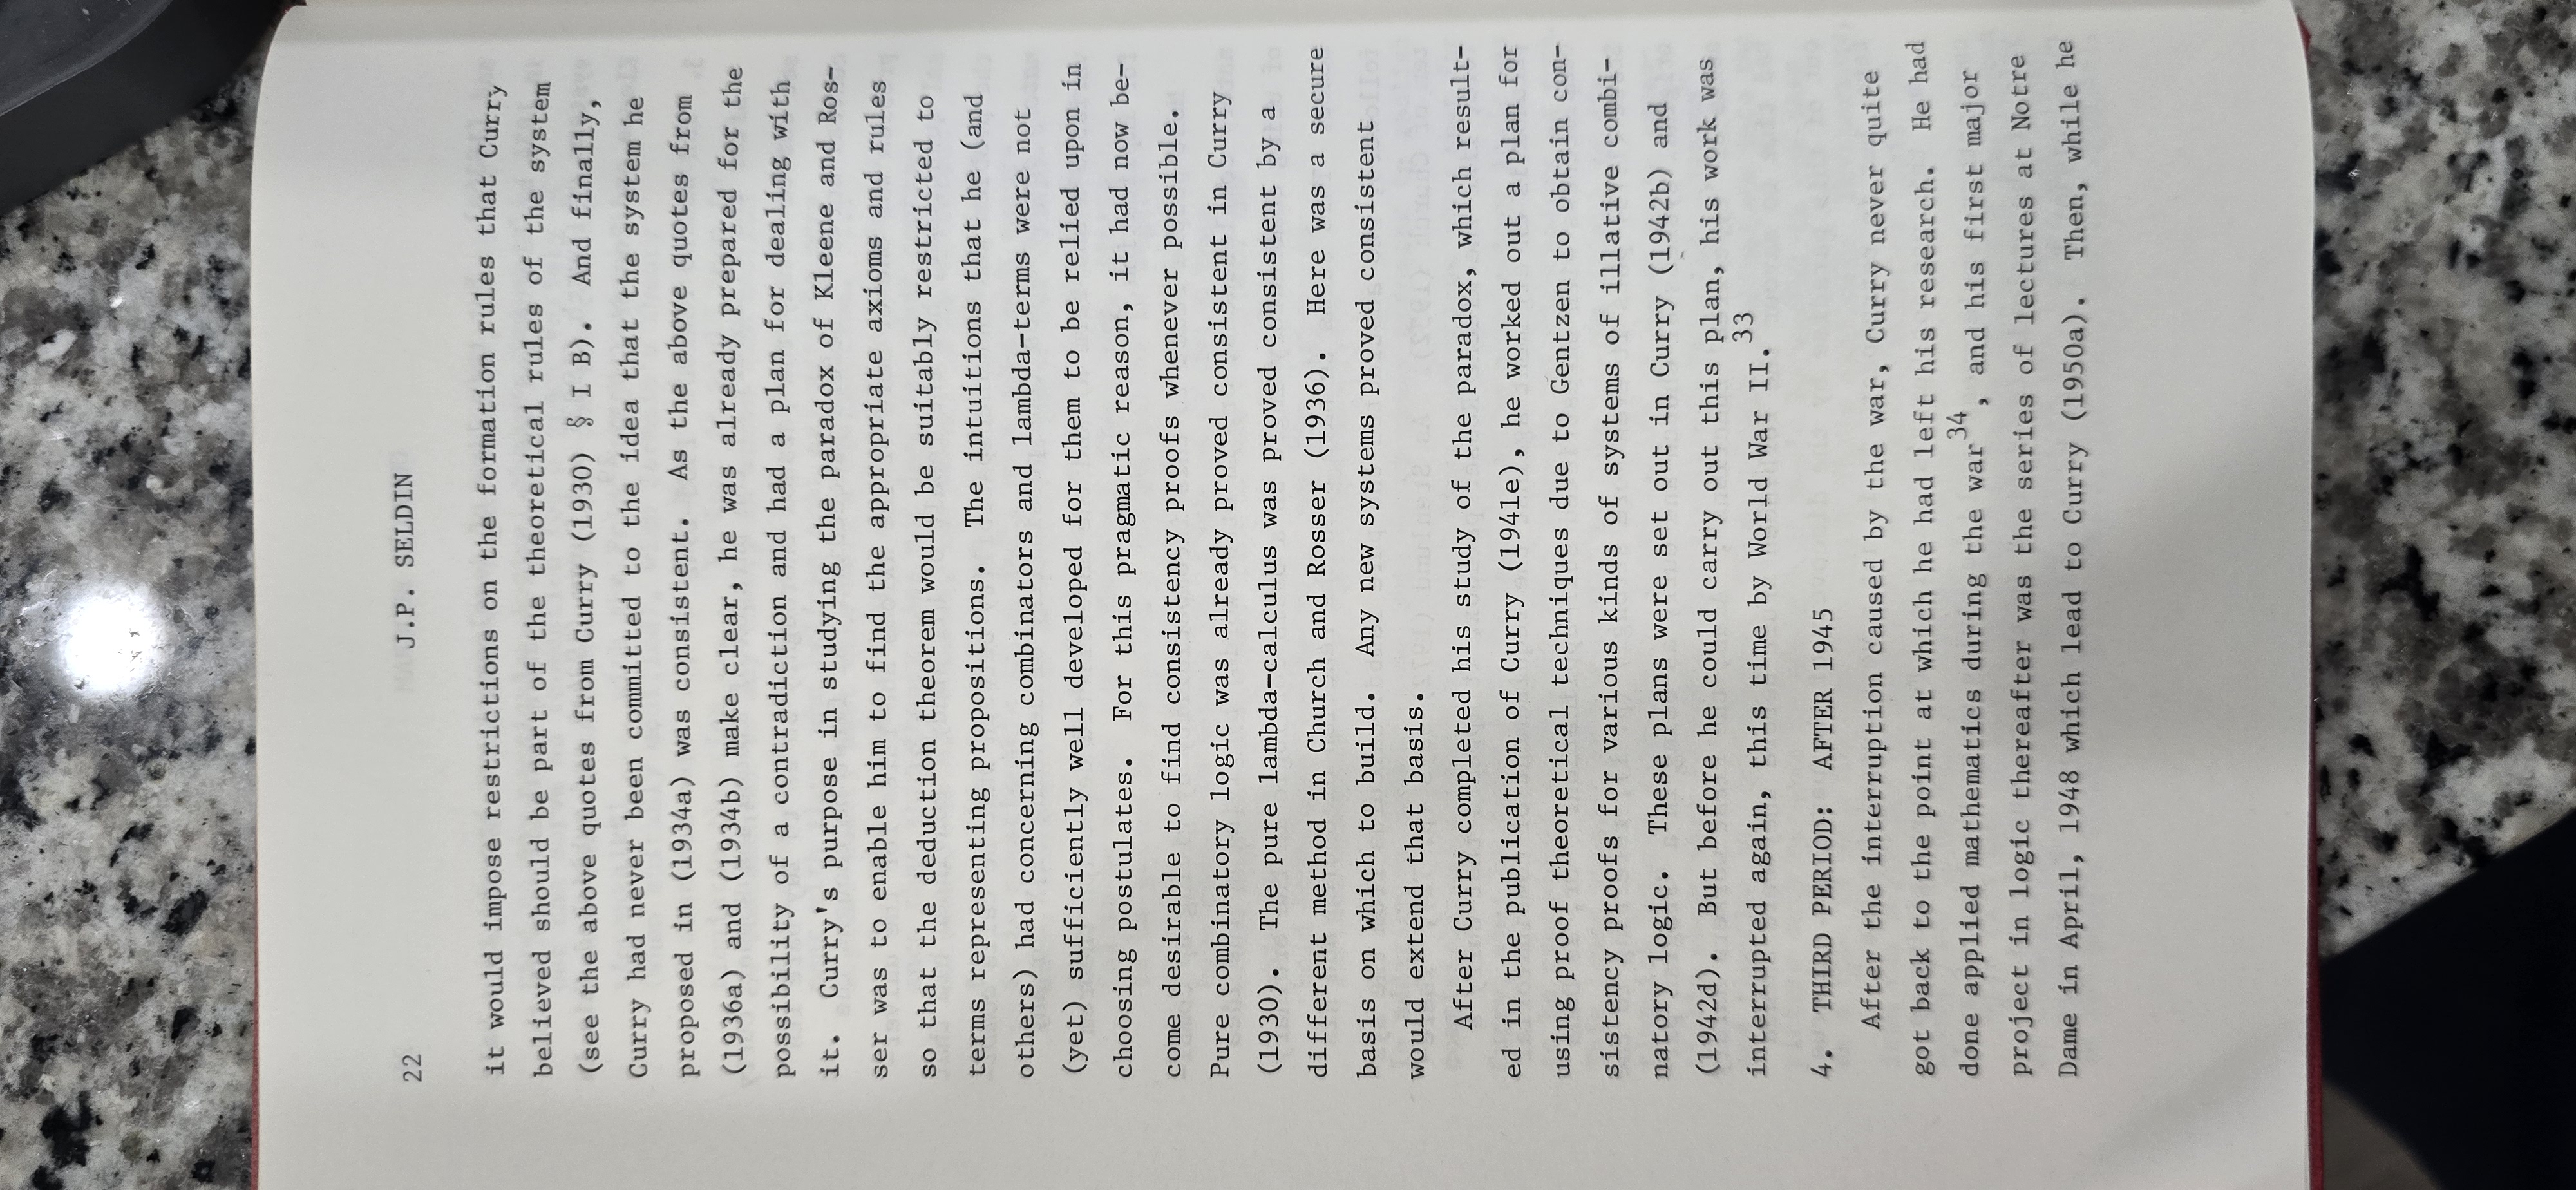 22 J.P. SELDIN
it would impose restrictions on the formation rules that Curry
believed should be part of the theoretical rules of the system
(see the above quotes from Curry (1930) § I B). And finally,
Curry had never been committed to the idea that the system he
proposed in (1934a) was consistent. As the above quotes from
(1936a) and (1934b) make clear, he was already prepared for the
possibility of a contradiction and had a plan for dealing with
it. Curry's purpose in studying the paradox of Kleene and Ros-
ser was to enable him to find the appropriate axioms and rules
so that the deduction theorem would be suitably restricted to
terms representing propositions. The intuitions that he (and
others) had concerning combinators and lambda-terms were not
(yet) sufficiently well developed for them to be relied upon in
choosing postulates. For this pragmatic reason, it had now be-
come desirable to find consistency proofs whenever possible.
Pure combinatory logic was already proved consistent in Curry
(1930). The pure lambda-calculus was proved consistent by a
different method in Church and Rosser (1936). Here was a secure
basis on which to build. Any new systems proved consistent
would extend that basis.
After Curry completed his study of the paradox, which result-
ed in the publication of Curry (1941e), he worked out a plan for
using proof theoretical techniques due to Gentzen to obtain con-
sistency proofs for various kinds of systems of illative combi-
natory logic. These plans were set out in Curry (1942b) and
(1942d). But before he could carry out this plan, his work was
interrupted again, this time by World War II.33
4. THIRD PERIOD: AFTER 1945
After the interruption caused by the war, Curry never quite
got back to the point at which he had left his research. He had
done applied mathematics during the war34, and his first major
project in logic thereafter was the series of lectures at Notre
Dame in April, 1948 which lead to Curry (1950a). Then, while he